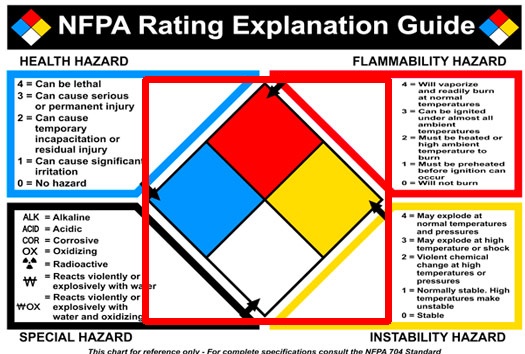 NFPA Rating Explanation Guide
HEALTH HAZARD
4 = Can be lethal
3 = Can cause serious
or permanent injury
2 = Can cause
temporary
incapacitation or
residual injury
1 = Can cause significant
irritation
0 = No hazard
FLAMMABILITY HAZARD
4 = Will vaporize
and readily burn
at normal
temperatures
3 = Can be ignited
under almost all
ambient
temperatures
2 = Must be heated or
high ambient
temperature to
burn
1 = Must be preheated
before ignition can
occur
0 = Will not burn
ALK = Alkaline
ACID = Acidic
COR = Corrosive
OX = Oxidizing
= Radioactive
W = Reacts violently or
explosively with water
W OX = Reacts violently or
explosively with
water and oxidizing
SPECIAL HAZARD
4 = May explode at
normal temperatures
and pressures
3 = May explode at high
temperature or shock
2 = Violent chemical
change at high
temperatures or
pressures
1 = Normally stable. High
temperatures make
unstable
0 = Stable
INSTABILITY HAZARD
This chart for reference only - For complete specifications consult the NFPA 704 Standard